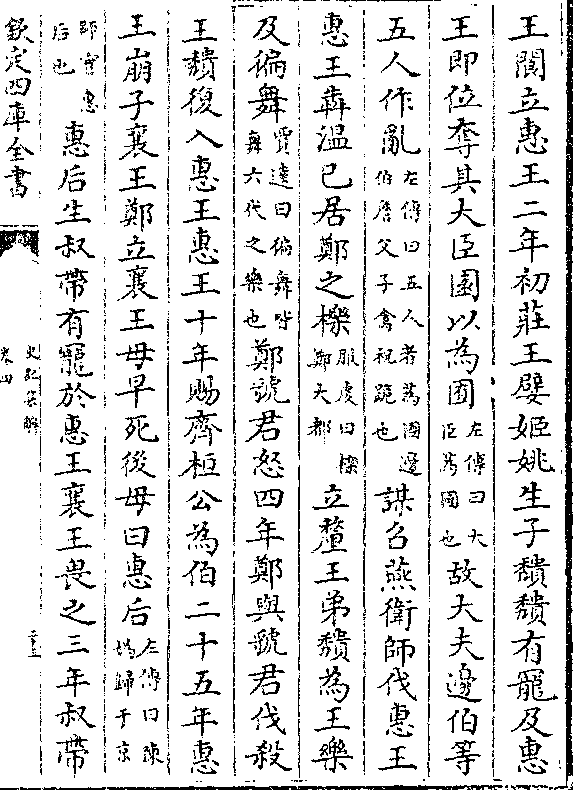 王閬立惠王二年初莊王嬖姬姚生子穨穨有寵及惠
王即位奪其大臣園以為囿左傳曰大臣蒍國也故大夫邊伯等
五人作亂左傳曰五人者蒍國邊伯詹父子禽祝跪也謀召燕衛師伐惠王
惠王犇溫已居鄭之櫟服虔曰櫟鄭大都立釐王弟穨為王樂
及徧舞賈逵曰徧舞皆舞六代之樂也鄭虢君怒四年鄭與虢君伐殺
王穨復入惠王惠王十年賜齊桓公為伯二十五年惠
王崩子襄王鄭立襄王母早死後母曰惠后左傳曰陳媯歸于京
師實惠后也惠后生叔帶有寵於惠王襄王畏之三年叔帶
欽定四庫全書
史記集解
卷四